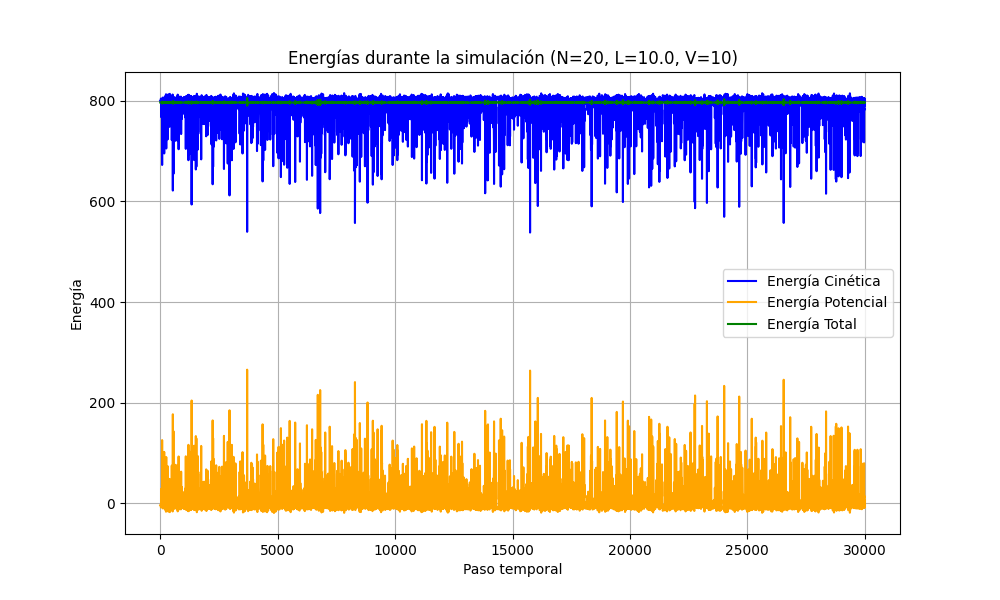 Energías durante la simulación (N=20, L=10.0, V=10)
800
600
400
200
0
Energía
Energía Cinética
Energía Potencial
Energía Total
0 5000 10000 15000 20000 25000 30000
Paso temporal